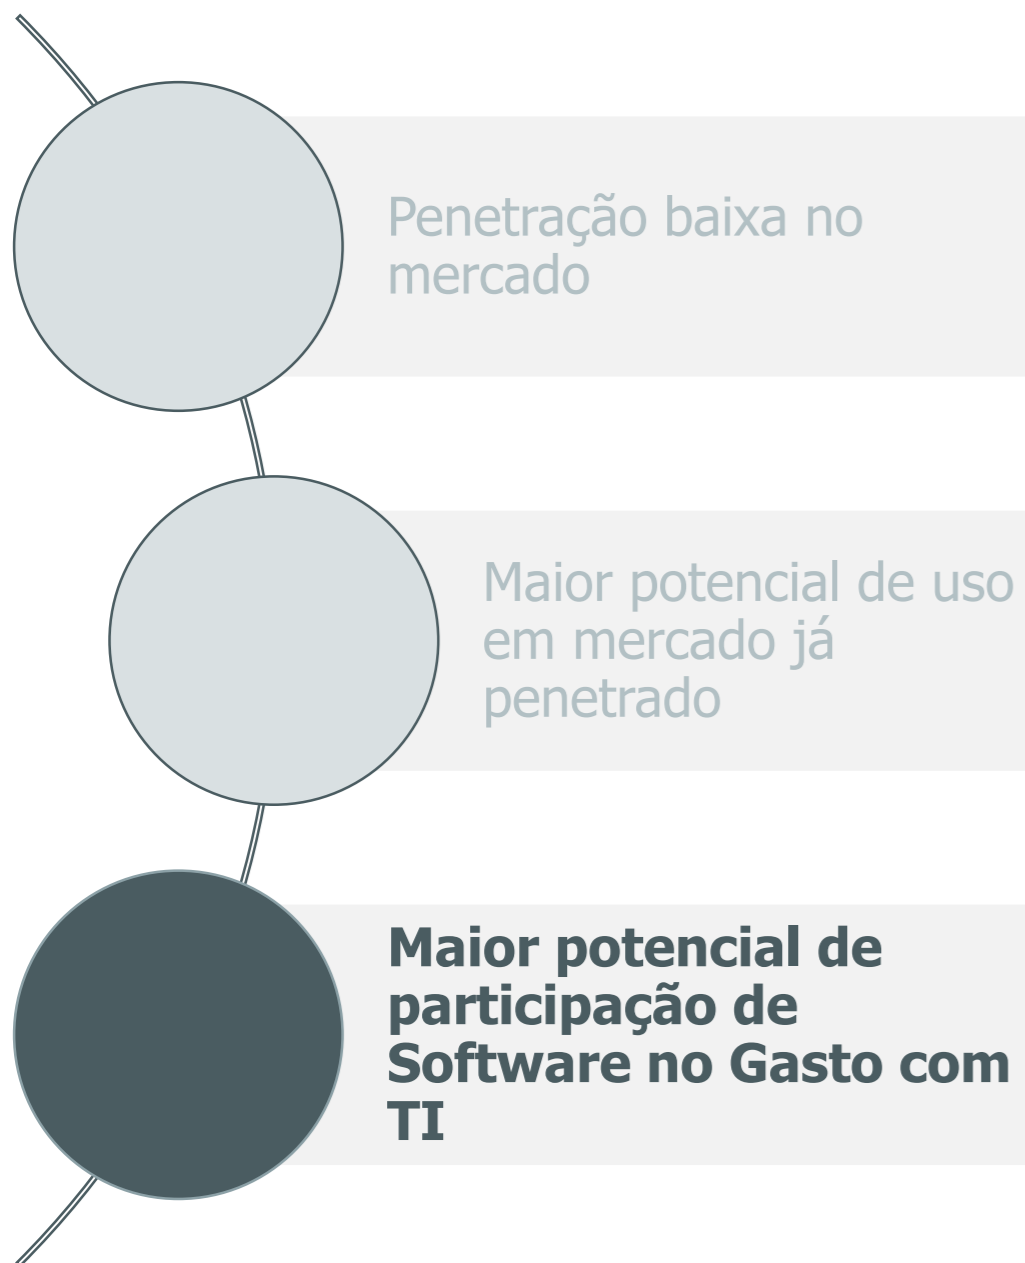 Penetração baixa no
mercado
Maior potencial de uso
em mercado já
penetrado
Maior potencial de
participação de
Software no Gasto com
TI